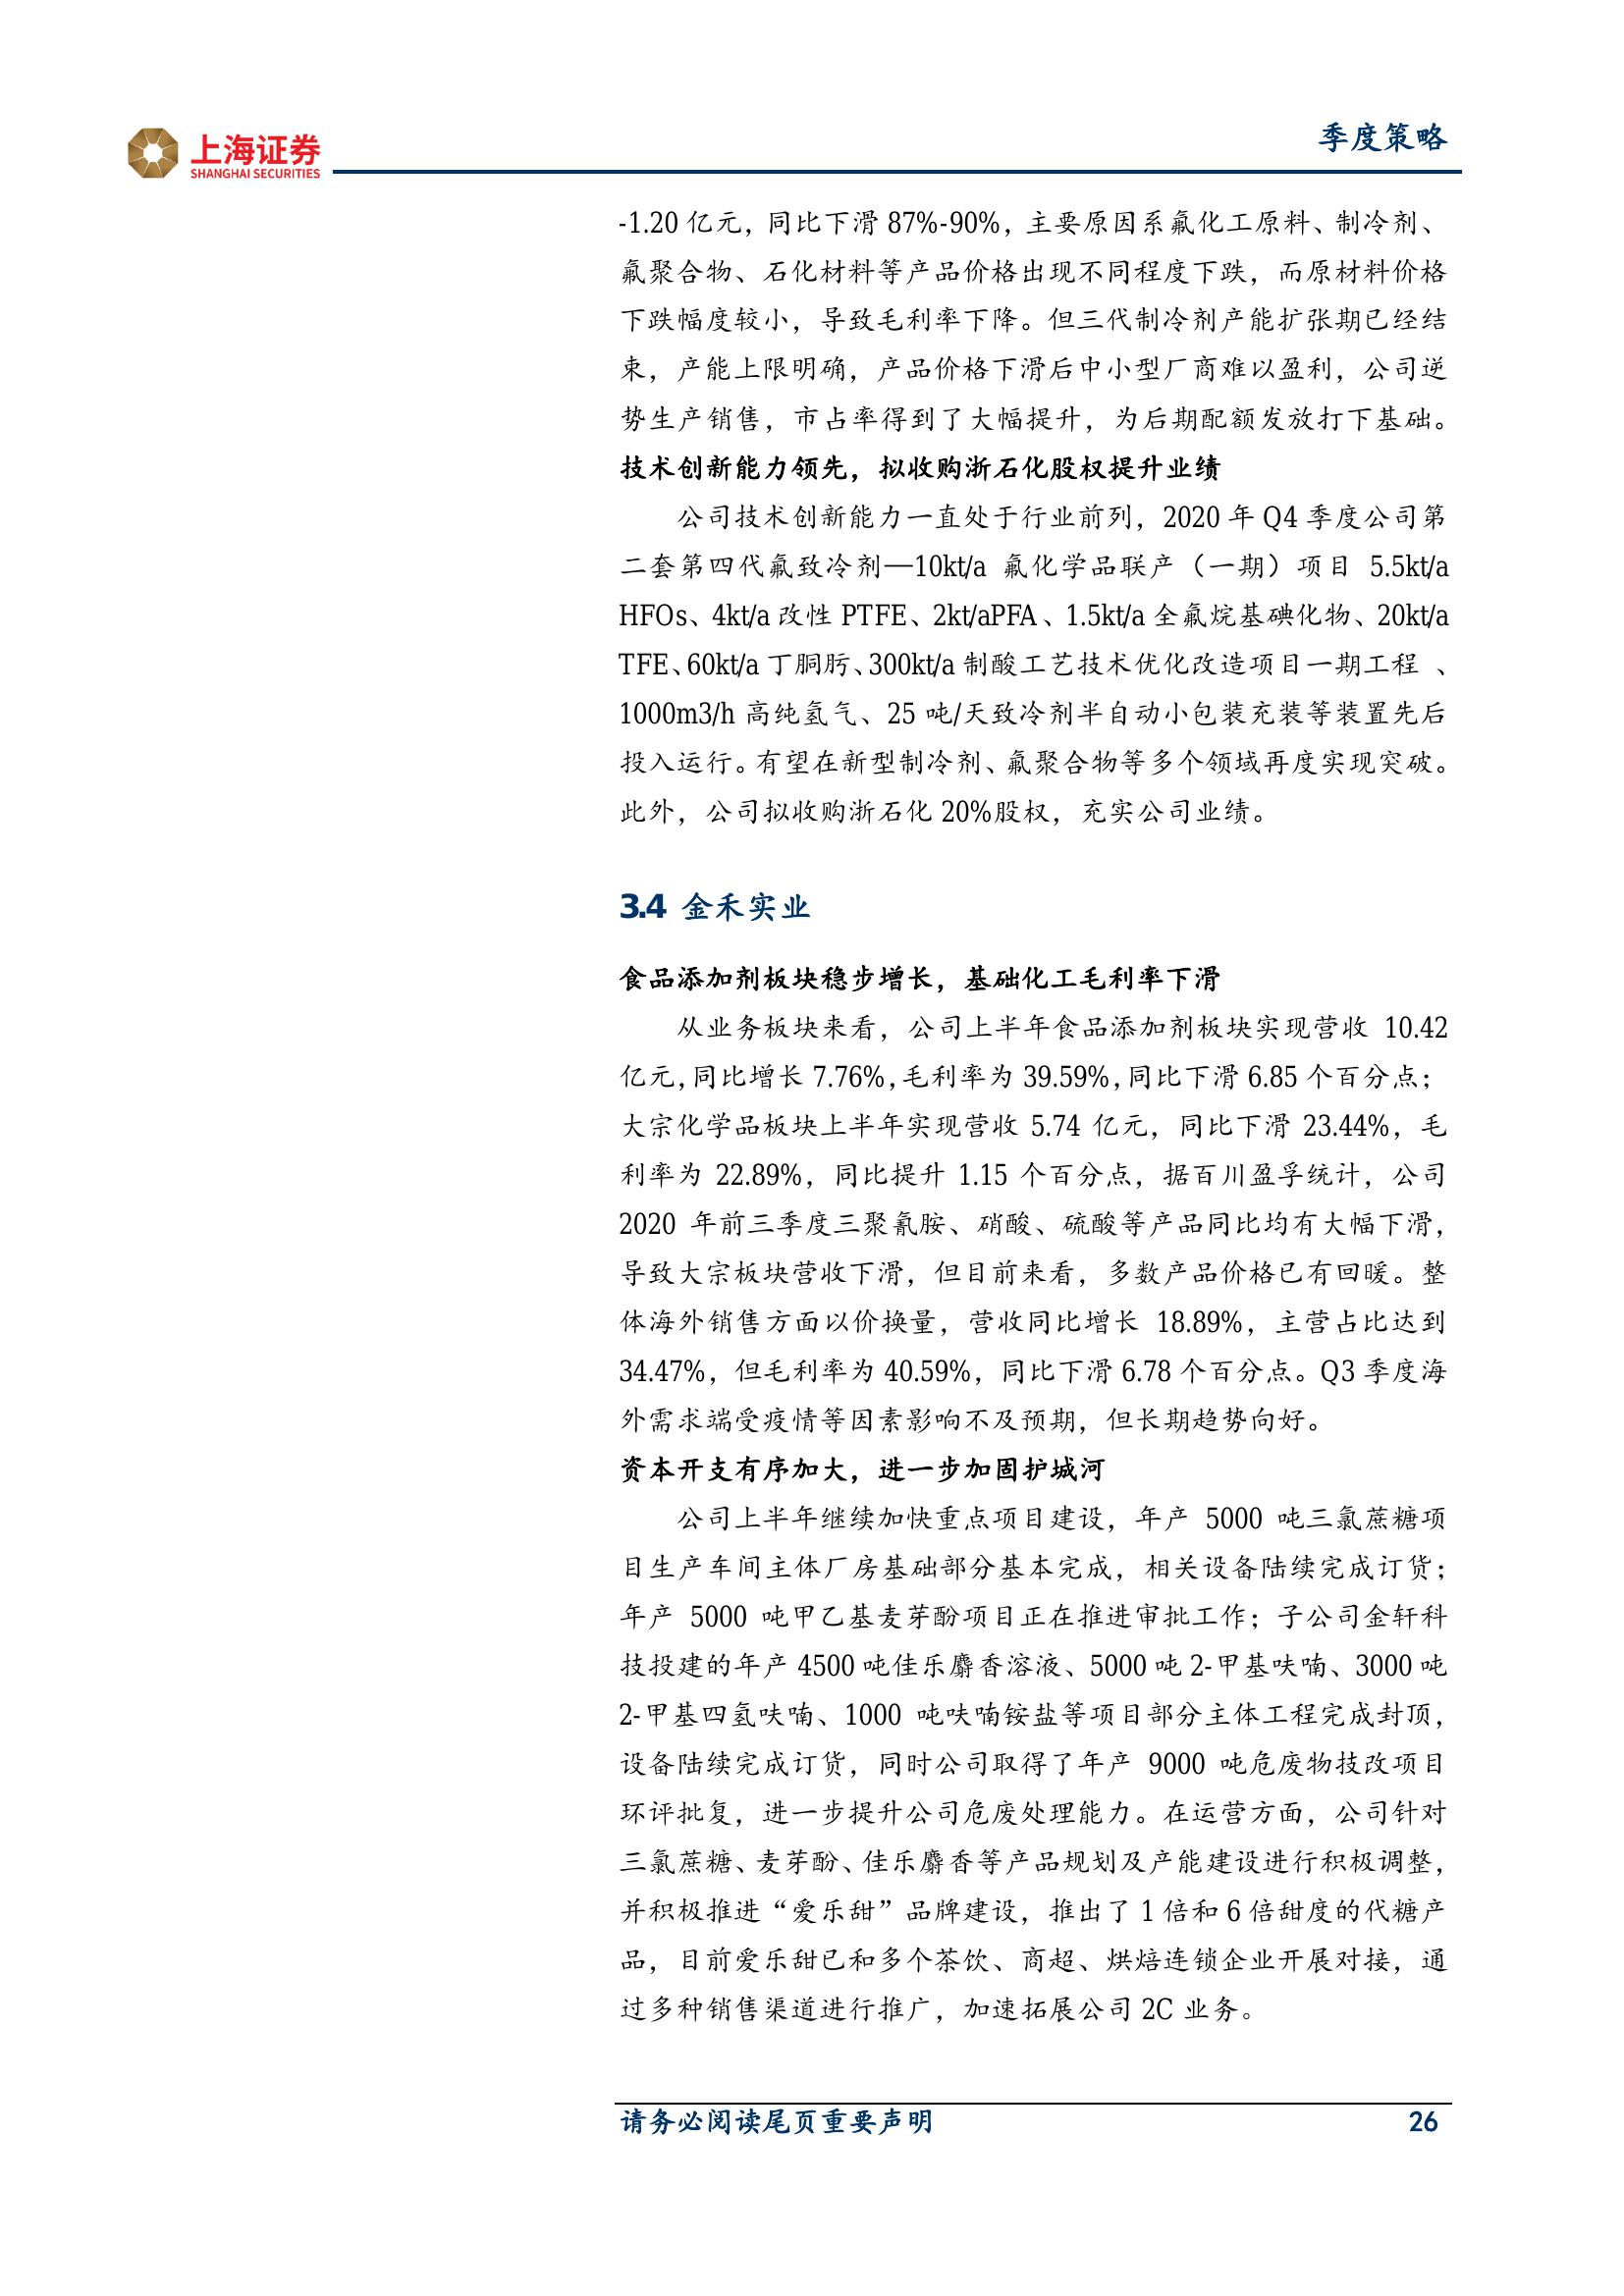 上海证券
SHANGHAI SECURITIES
季度策略
-1.20 亿元，同比下滑 87%-90%，主要原因系氟化工原料、制冷剂、
氟聚合物、石化材料等产品价格出现不同程度下跌，而原材料价格
下跌幅度较小，导致毛利率下降。但三代制冷剂产能扩张期已经结
束，产能上限明确，产品价格下滑后中小型厂商难以盈利，公司逆
势生产销售，市占率得到了大幅提升，为后期配额发放打下基础。
技术创新能力领先，拟收购浙石化股权提升业绩
公司技术创新能力一直处于行业前列，2020 年 Q4 季度公司第
二套第四代氟致冷剂—10kt/a 氟化学品联产（一期）项目 5.5kt/a
HFOs、4kt/a 改性 PTFE、2kt/aPFA、1.5kt/a 全氟烷基碘化物、20kt/a
TFE、60kt/a 丁胴肟、300kt/a 制酸工艺技术优化改造项目一期工程 、
1000m3/h 高纯氢气、25 吨/天致冷剂半自动小包装充装等装置先后
投入运行。有望在新型制冷剂、氟聚合物等多个领域再度实现突破。
此外，公司拟收购浙石化 20%股权，充实公司业绩。
3.4 金禾实业
食品添加剂板块稳步增长，基础化工毛利率下滑
从业务板块来看，公司上半年食品添加剂板块实现营收 10.42
亿元，同比增长 7.76%，毛利率为 39.59%，同比下滑 6.85 个百分点；
大宗化学品板块上半年实现营收 5.74 亿元，同比下滑 23.44%，毛
利率为 22.89%，同比提升 1.15 个百分点，据百川盈孚统计，公司
2020 年前三季度三聚氰胺、硝酸、硫酸等产品同比均有大幅下滑，
导致大宗板块营收下滑，但目前来看，多数产品价格已有回暖。整
体海外销售方面以价换量，营收同比增长 18.89%，主营占比达到
34.47%，但毛利率为 40.59%，同比下滑 6.78 个百分点。Q3 季度海
外需求端受疫情等因素影响不及预期，但长期趋势向好。
资本开支有序加大，进一步加固护城河
公司上半年继续加快重点项目建设，年产 5000 吨三氯蔗糖项
目生产车间主体厂房基础部分基本完成，相关设备陆续完成订货；
年产 5000 吨甲乙基麦芽酚项目正在推进审批工作；子公司金轩科
技投建的年产 4500 吨佳乐麝香溶液、5000 吨 2-甲基呋喃、3000 吨
2-甲基四氢呋喃、1000 吨呋喃铵盐等项目部分主体工程完成封顶，
设备陆续完成订货，同时公司取得了年产 9000 吨危废物技改项目
环评批复，进一步提升公司危废处理能力。在运营方面，公司针对
三氯蔗糖、麦芽酚、佳乐麝香等产品规划及产能建设进行积极调整，
并积极推进“爱乐甜”品牌建设，推出了 1 倍和 6 倍甜度的代糖产
品，目前爱乐甜已和多个茶饮、商超、烘焙连锁企业开展对接，通
过多种销售渠道进行推广，加速拓展公司 2C 业务。
请务必阅读尾页重要声明
26